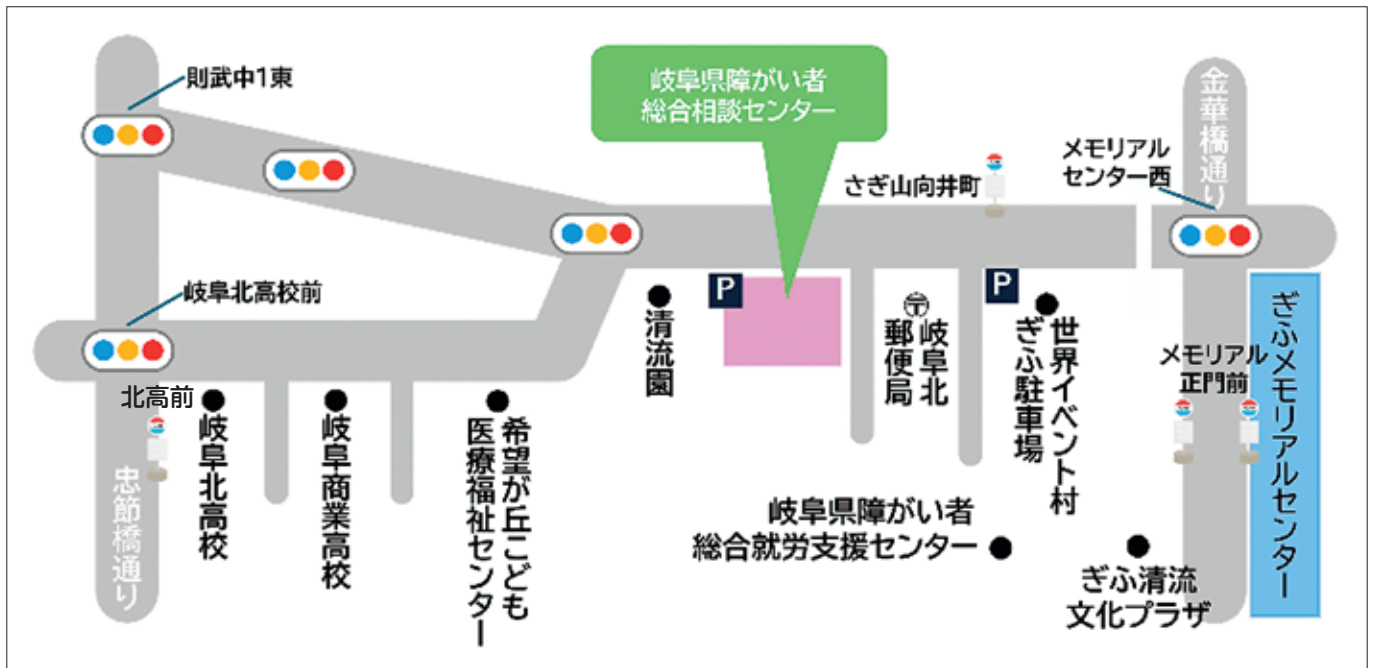 則武中1東
岐阜県障がい者
総合相談センター
金華橋通り
メモリアル
センター西
さぎ山向井町
岐阜北高校前
P
P
清流園
岐阜北
郵便局
世界イベント村
ぎふ駐車場
メモリアル
正門前
ぎふメモリアルセンター
北高前
忠節橋通り
岐阜北高校
岐阜商業高校
希望が丘こども
医療福祉センター
岐阜県障がい者
総合就労支援センター
ぎふ清流
文化プラザ